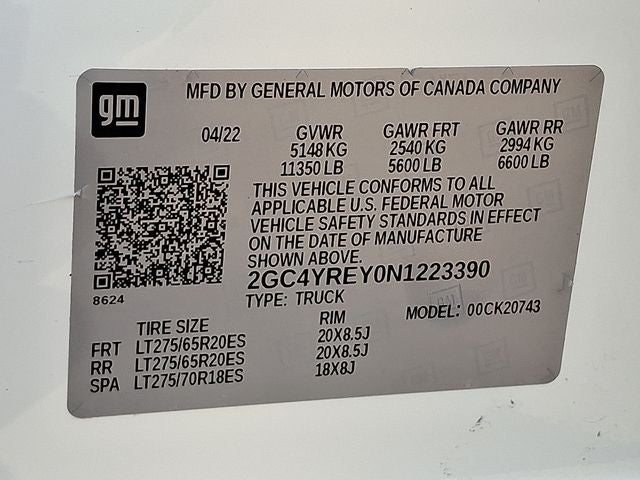 gm
MFD BY GENERAL MOTORS OF CANADA COMPANY
04/22 GVWR GAWR FRT GAWR RR
5148 KG 2540 KG 2994 KG
11350 LB 5600 LB 6600 LB
THIS VEHICLE CONFORMS TO ALL
APPLICABLE U.S. FEDERAL MOTOR
VEHICLE SAFETY STANDARDS IN EFFECT
ON THE DATE OF MANUFACTURE
SHOWN ABOVE.
2GC4YREY0N1223390
8624
TYPE: TRUCK MODEL: 00CK20743
TIRE SIZE RIM
FRT LT275/65R20ES 20X8.5J
RR LT275/65R20ES 20X8.5J
SPA LT275/70R18ES 18X8J